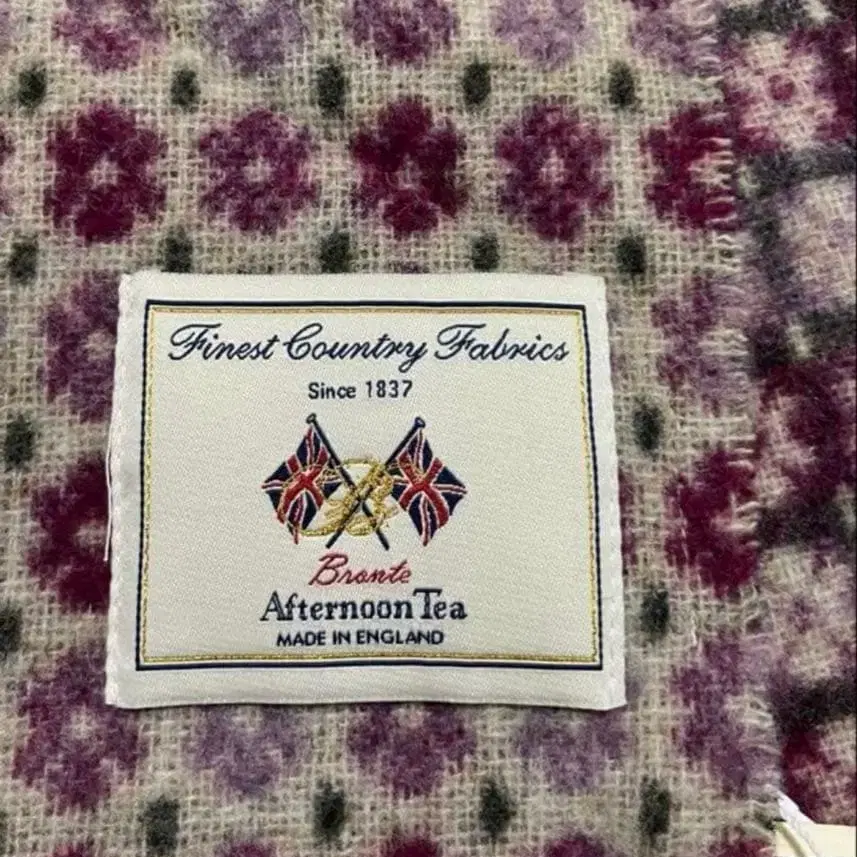 Finest Country Fabrics
Since 1837
Bronte
Afternoon Tea
MADE IN ENGLAND